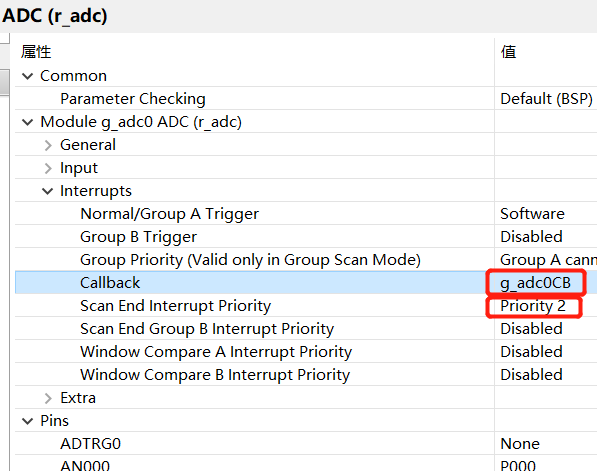 ADC (r_adc)
属性 值
Common
Parameter Checking Default (BSP)
Module g_adc0 ADC (r_adc)
General
Input
Interrupts
Normal/Group A Trigger Software
Group B Trigger Disabled
Group Priority (Valid only in Group Scan Mode) Group A cann
Callback g_adc0CB
Scan End Interrupt Priority Priority 2
Scan End Group B Interrupt Priority Disabled
Window Compare A Interrupt Priority Disabled
Window Compare B Interrupt Priority Disabled
Extra
Pins
ADTRG0 None
AN000 P000